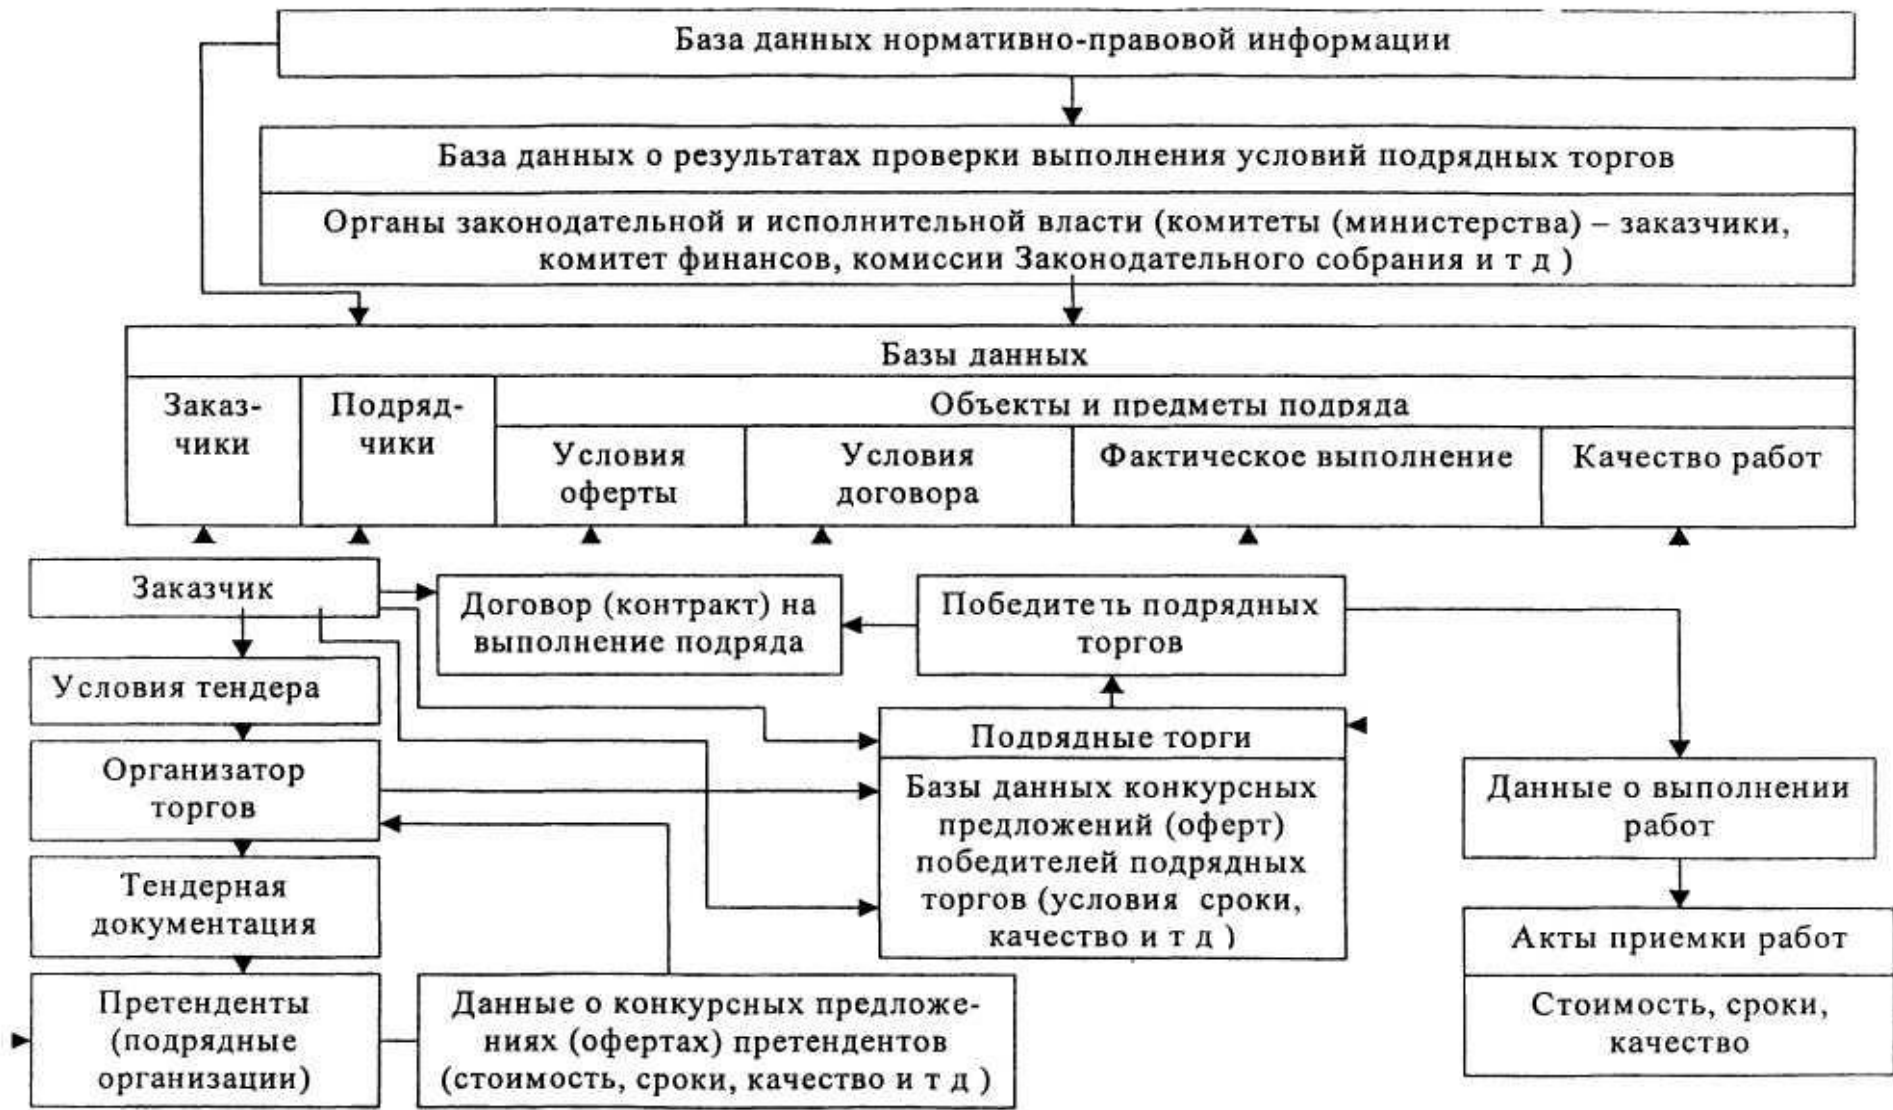 База данных нормативно-правовой информации
База данных о результатах проверки выполнения условий подрядных торгов
Органы законодательной и исполнительной власти (комитеты (министерства) – заказчики,
комитет финансов, комиссии Законодательного собрания и т д )
Базы данных
Заказ-
чики
Подряд-
чики
Объекты и предметы подряда
Условия
оферты
Условия
договора
Фактическое выполнение
Качество работ
Заказчик
Договор (контракт) на
выполнение подряда
Победитель подрядных
торгов
Условия тендера
Подрядные торги
Организатор
торгов
Базы данных конкурсных
предложений (оферт)
победителей подрядных
торгов (условия сроки,
качество и т д )
Данные о выполнении
работ
Тендерная
документация
Акты приемки работ
Стоимость, сроки,
качество
Претенденты
(подрядные
организации)
Данные о конкурсных предложе-
ниях (офертах) претендентов
(стоимость, сроки, качество и т д )